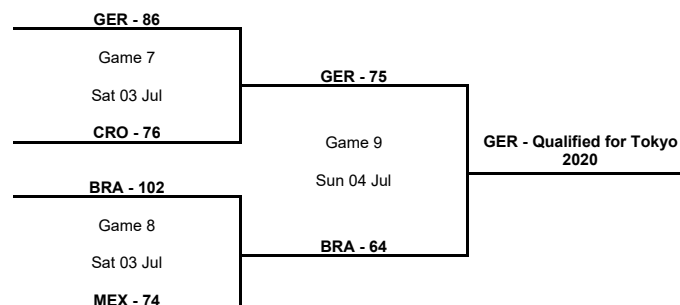 GER - 86
Game 7
Sat 03 Jul
CRO - 76
BRA - 102
Game 8
Sat 03 Jul
MEX - 74
GER - 75
Game 9
Sun 04 Jul
BRA - 64
GER - Qualified for Tokyo
2020